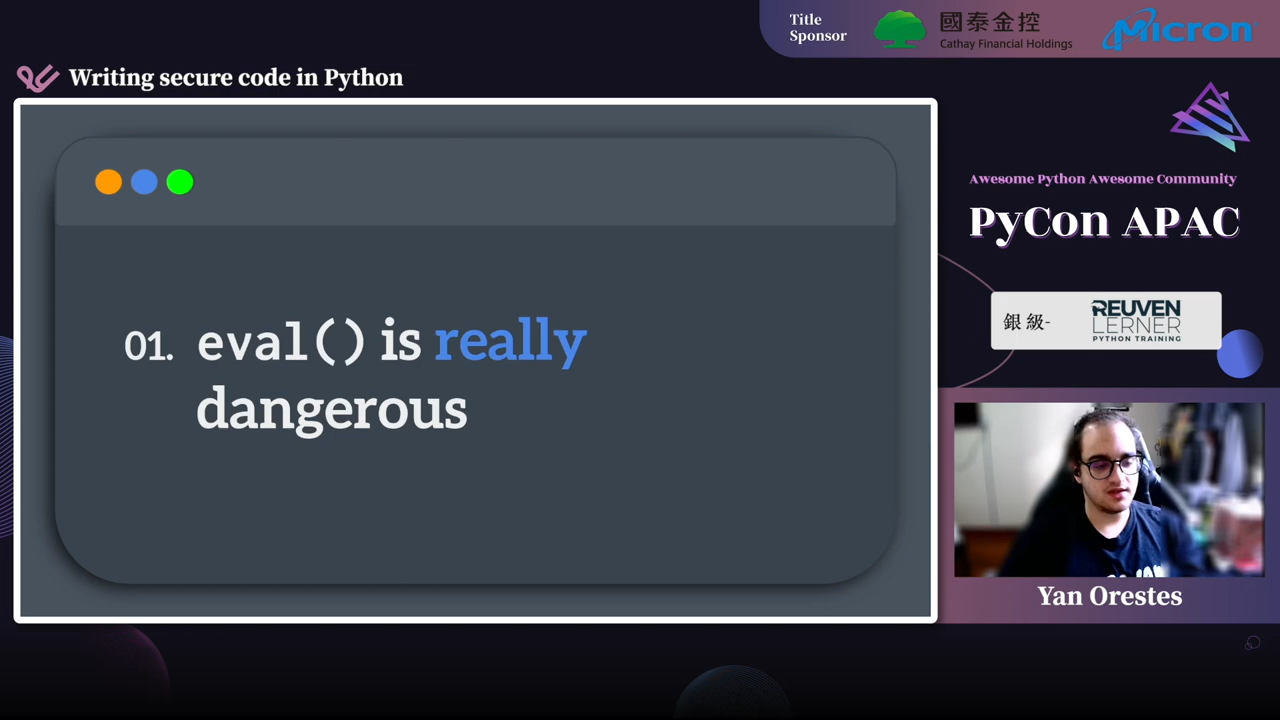 Title
Sponsor
國泰金控
Cathay Financial Holdings
Micron
Writing secure code in Python
01. eval() is really
dangerous
Awesome Python Awesome Community
PyCon APAC
銀級-
REUVEN
LERNER
PYTHON TRAINING
Yan Orestes